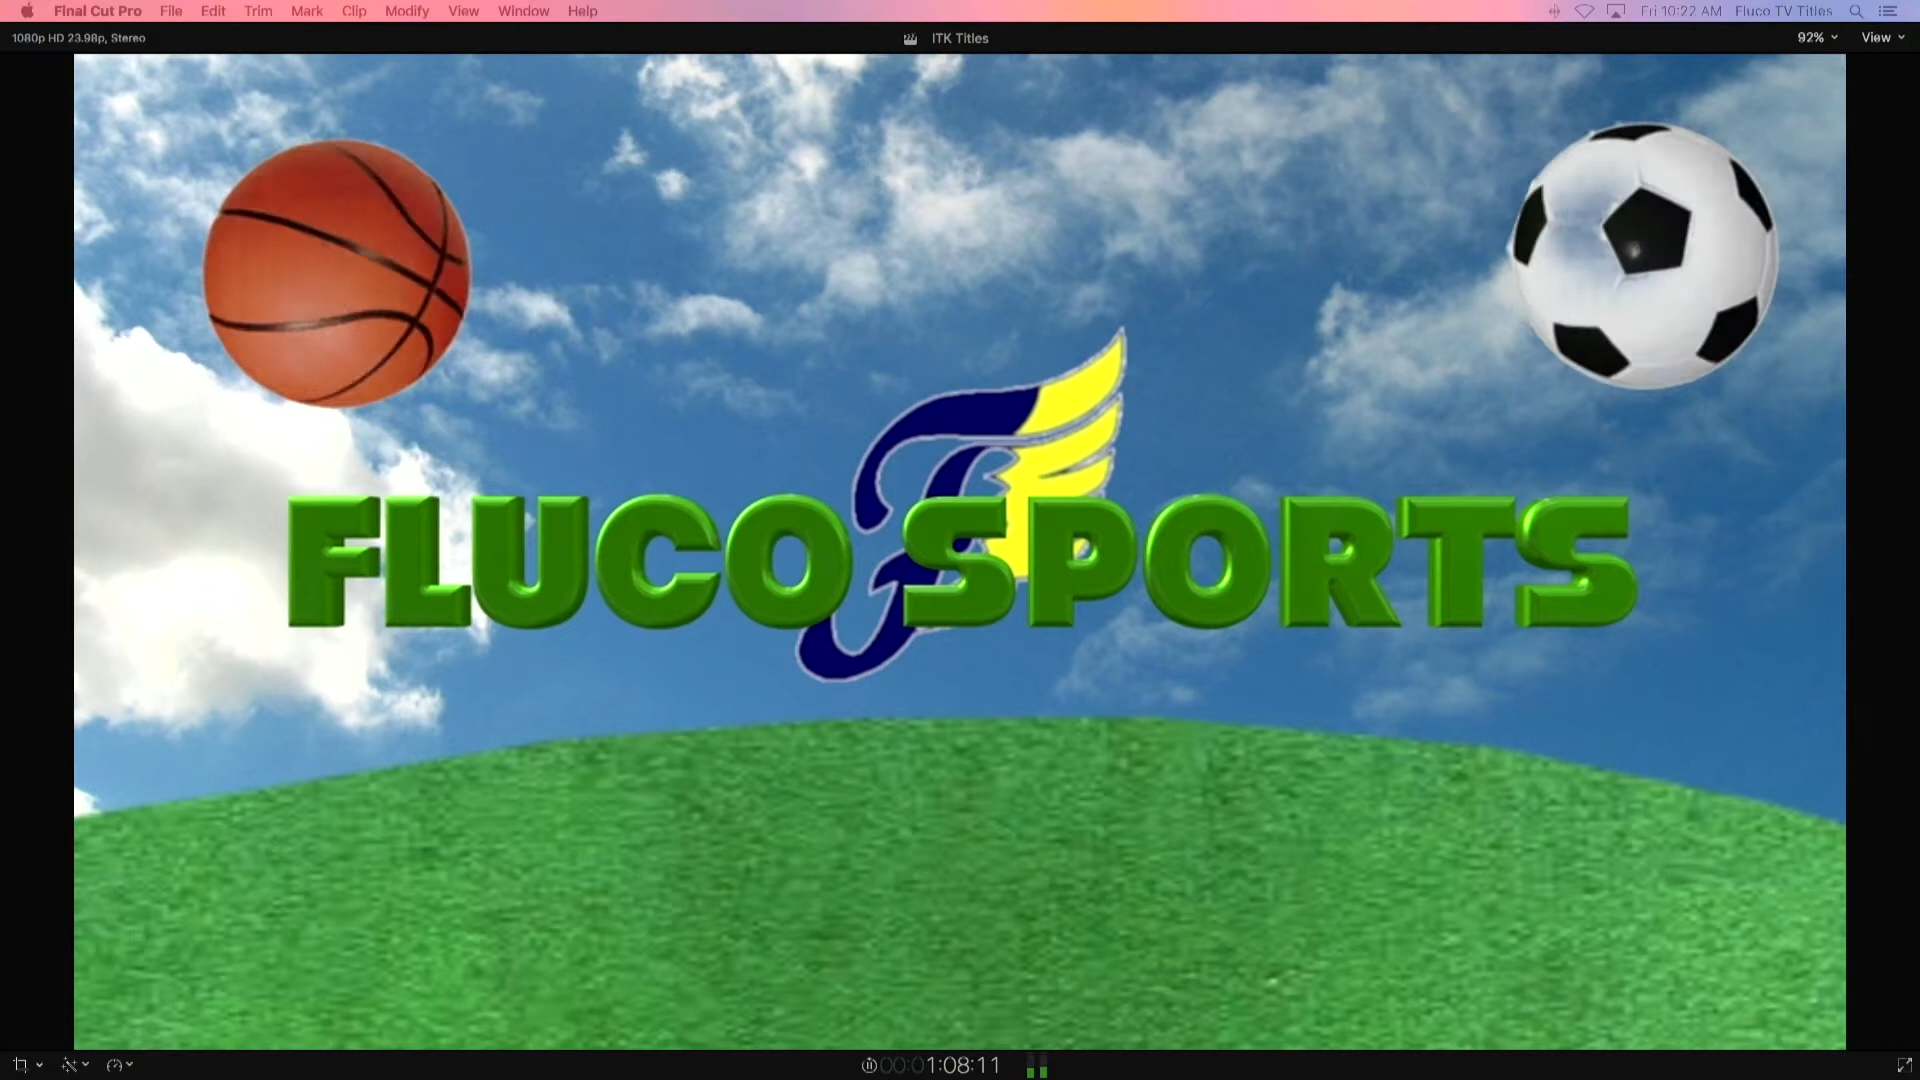 Final Cut Pro File Edit Trim Mark Clip Modify View Window Help Fri 10:22 AM Fluco TV Titles
1080p HD 23.98p, Stereo ITK Titles 92% View
FLUCO SPORTS
00:01:08:11